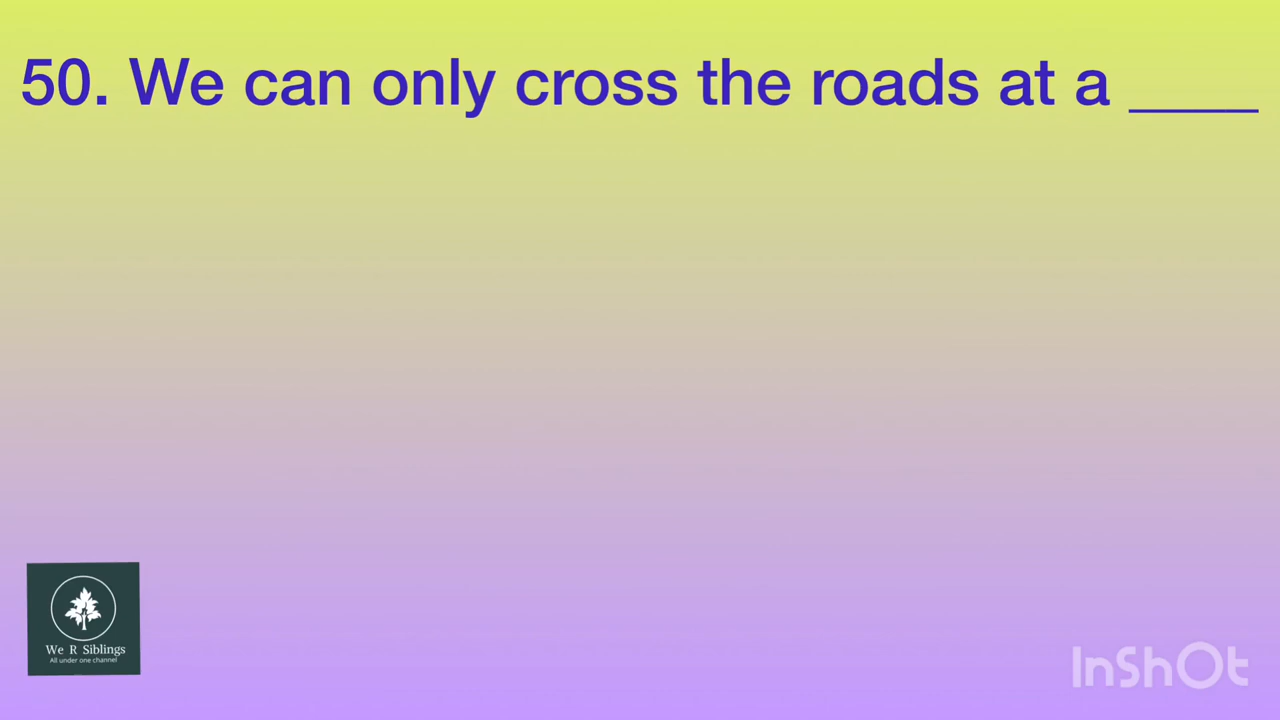 50. We can only cross the roads at a ____
We R Siblings
All under one channel
InShOt